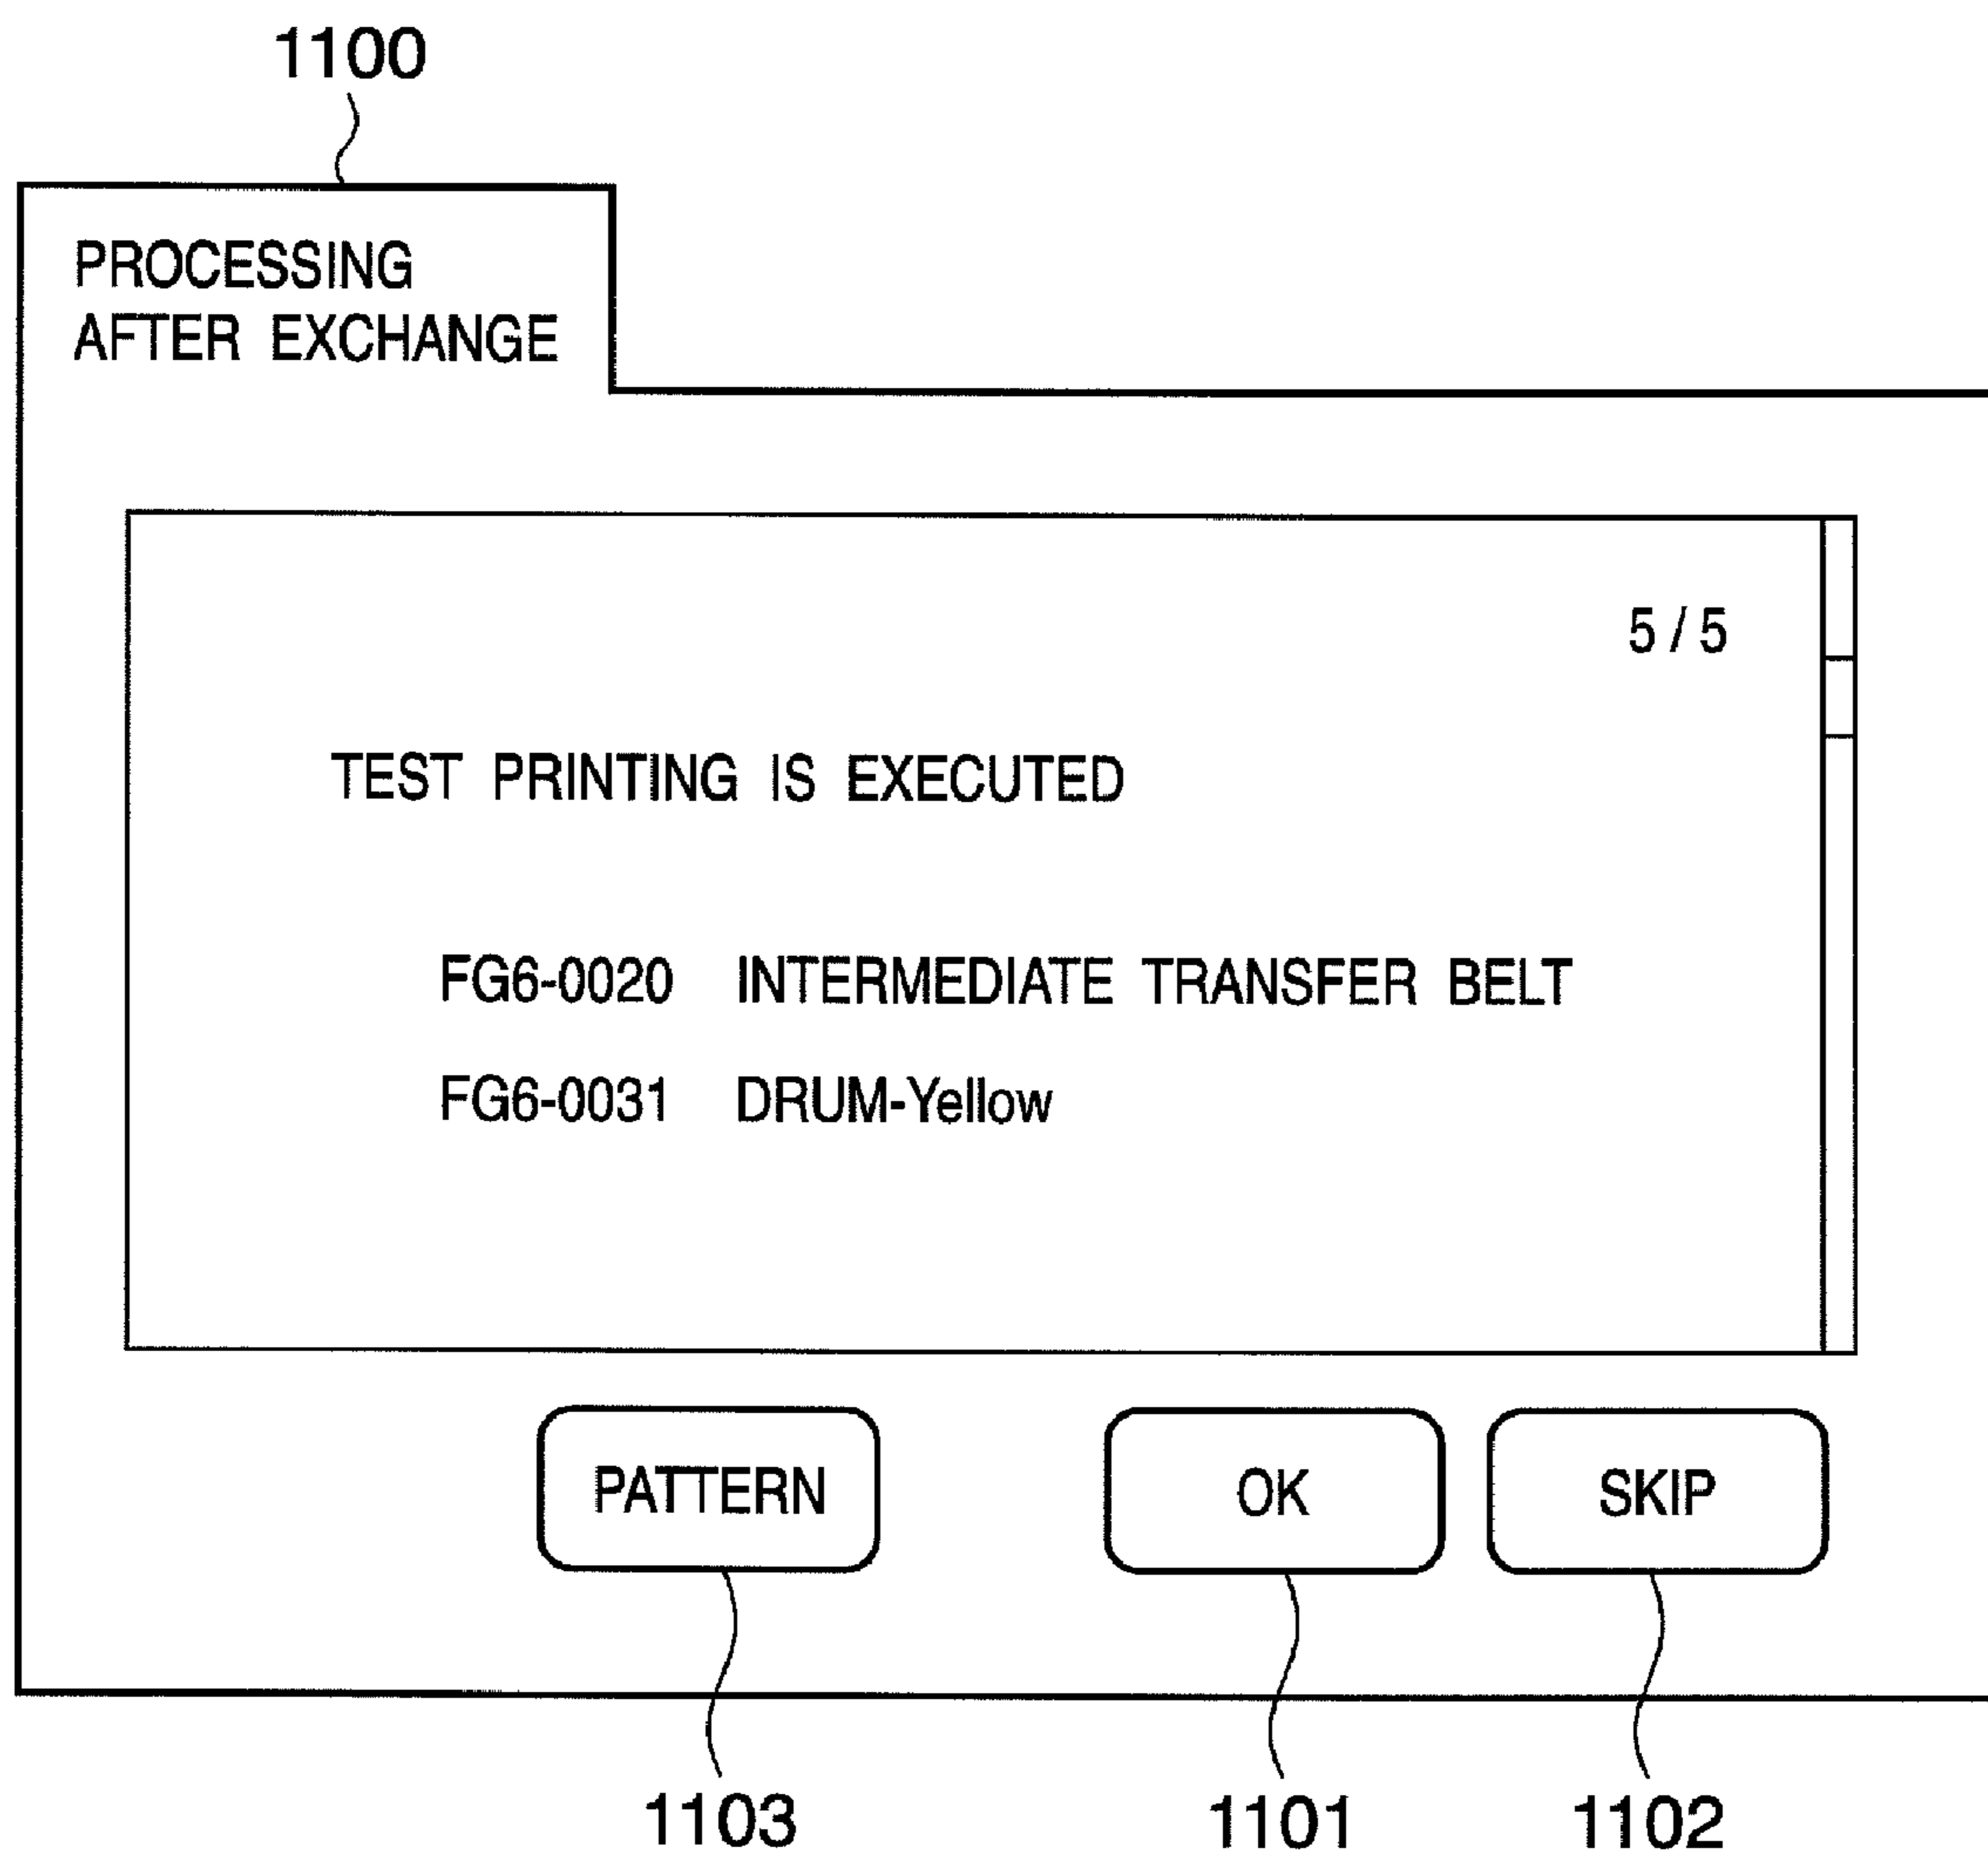 1100
PROCESSING
AFTER EXCHANGE
5 / 5
TEST PRINTING IS EXECUTED
FG6-0020 INTERMEDIATE TRANSFER BELT
FG6-0031 DRUM-Yellow
PATTERN OK SKIP
1103 1101 1102